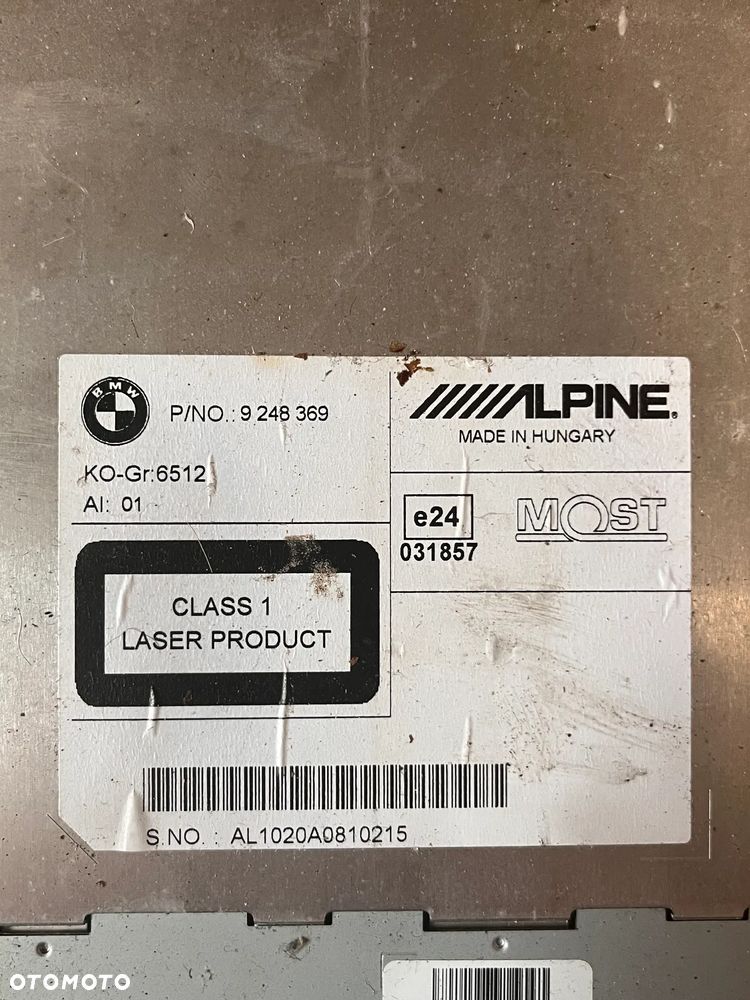 BMW
P/NO.: 9 248 369
KO-Gr:6512
AI: 01
ALPINE®
MADE IN HUNGARY
e24
031857
MOST
CLASS 1
LASER PRODUCT
S.NO. : AL1020A0810215
OTOMOTO